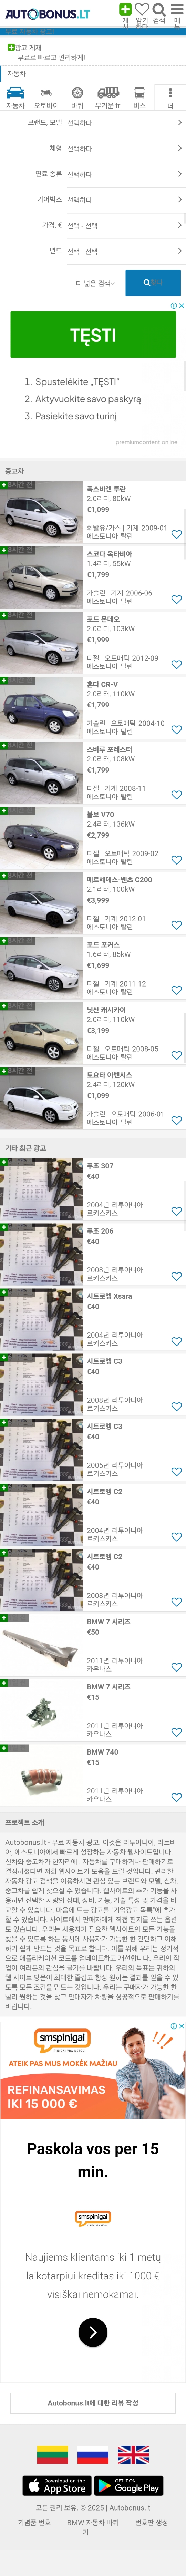 AUTOBONUS.LT
게시
암기하다
검색
메뉴
광고 게재
무료로 빠르고 편리하게!
자동차
자동차
오토바이
바퀴
무거운 tr.
버스
더
브랜드, 모델
선택하다
체형
선택하다
연료 종류
선택하다
기어박스
선택하다
가격, €
선택 - 선택
년도
선택 - 선택
더 넓은 검색
TĘSTI
1. Spustelėkite „TĘSTI"
2. Aktyvuokite savo paskyrą
3. Pasiekite savo turinį
premiumcontent.online
중고차
폭스바겐 투란
2.0리터, 80kW
€1,099
휘발유/가스 | 기계 2009-01
에스토니아 탈린
스코다 옥타비아
1.4리터, 55kW
€1,799
가솔린 | 기계 2006-06
에스토니아 탈린
포드 몬데오
2.0리터, 103kW
€1,999
디젤 | 오토매틱 2012-09
에스토니아 탈린
혼다 CR-V
2.0리터, 110kW
€1,799
가솔린 | 오토매틱 2004-10
에스토니아 탈린
스바루 포레스터
2.0리터, 108kW
€1,799
디젤 | 기계 2008-11
에스토니아 탈린
볼보 V70
2.4리터, 136kW
€2,799
디젤 | 오토매틱 2009-02
에스토니아 탈린
메르세데스-벤츠 C200
2.1리터, 100kW
€3,999
디젤 | 기계 2012-01
에스토니아 탈린
포드 포커스
1.6리터, 85kW
€1,699
디젤 | 기계 2011-12
에스토니아 탈린
닛산 캐시카이
2.0리터, 110kW
€3,199
디젤 | 오토매틱 2008-05
에스토니아 탈린
토요타 아벤시스
2.4리터, 120kW
€1,099
가솔린 | 오토매틱 2006-01
에스토니아 탈린
기타 최근 광고
푸조 307
€40
2004년 리투아니아
로키스키스
푸조 206
€40
2008년 리투아니아
로키스키스
시트로엥 Xsara
€40
2004년 리투아니아
로키스키스
시트로엥 C3
€40
2008년 리투아니아
로키스키스
시트로엥 C3
€40
2005년 리투아니아
로키스키스
시트로엥 C2
€40
2004년 리투아니아
로키스키스
시트로엥 C2
€40
2008년 리투아니아
로키스키스
BMW 7 시리즈
€50
2011년 리투아니아
카우나스
BMW 7 시리즈
€15
2011년 리투아니아
카우나스
BMW 740
€15
2011년 리투아니아
카우나스
프로젝트 소개
Autobonus.lt - 무료 자동차 광고. 이것은 리투아니아, 라트비아, 에스토니아에서 빠르게 성장하는 자동차 웹사이트입니다.
신차와 중고차가 한자리에 . 자동차를 구매하거나 판매하기로 결정하셨다면 저희 웹사이트가 도움을 드릴 것입니다. 편리한 자동차 광고 검색을 이용하시면 관심 있는 브랜드와 모델, 신차, 중고차를 쉽게 찾으실 수 있습니다. 웹사이트의 추가 기능을 사용하면 선택한 차량의 상태, 장비, 기능, 기술 특성 및 가격을 비교할 수 있습니다. 마음에 드는 광고를 "기억광고 목록"에 추가할 수 있습니다. 사이트에서 판매자에게 직접 편지를 쓰는 옵션도 있습니다. 우리는 사용자가 필요한 웹사이트의 모든 기능을 찾을 수 있도록 하는 동시에 사용자가 가능한 한 간단하고 이해하기 쉽게 만드는 것을 목표로 합니다. 이를 위해 우리는 정기적으로 애플리케이션 코드를 업데이트하고 개선합니다. 우리의 작업이 여러분의 관심을 끌기를 바랍니다. 우리의 목표는 귀하의 웹 사이트 방문이 최대한 즐겁고 항상 원하는 결과를 얻을 수 있도록 모든 조건을 만드는 것입니다. 우리는 구매자가 가능한 한 빨리 원하는 것을 찾고 판매자가 차량을 성공적으로 판매하기를 바랍니다.
smspinigai
ATEIK PAS MUS MOKĖK MAŽIAU!
REFINANSAVIMAS
IKI 15 000 €
Paskola vos per 15
min.
smspinigai
Naujiems klientams iki 1 metų
laikotarpiui kreditas iki 1000 €
visiškai nemokamai.
Autobonus.lt에 대한 리뷰 작성
Download on the
App Store
GET IT ON
Google Play
모든 권리 보유. © 2025 | Autobonus.lt
기념품 번호
BMW 자동차 바퀴
기
번호판 생성